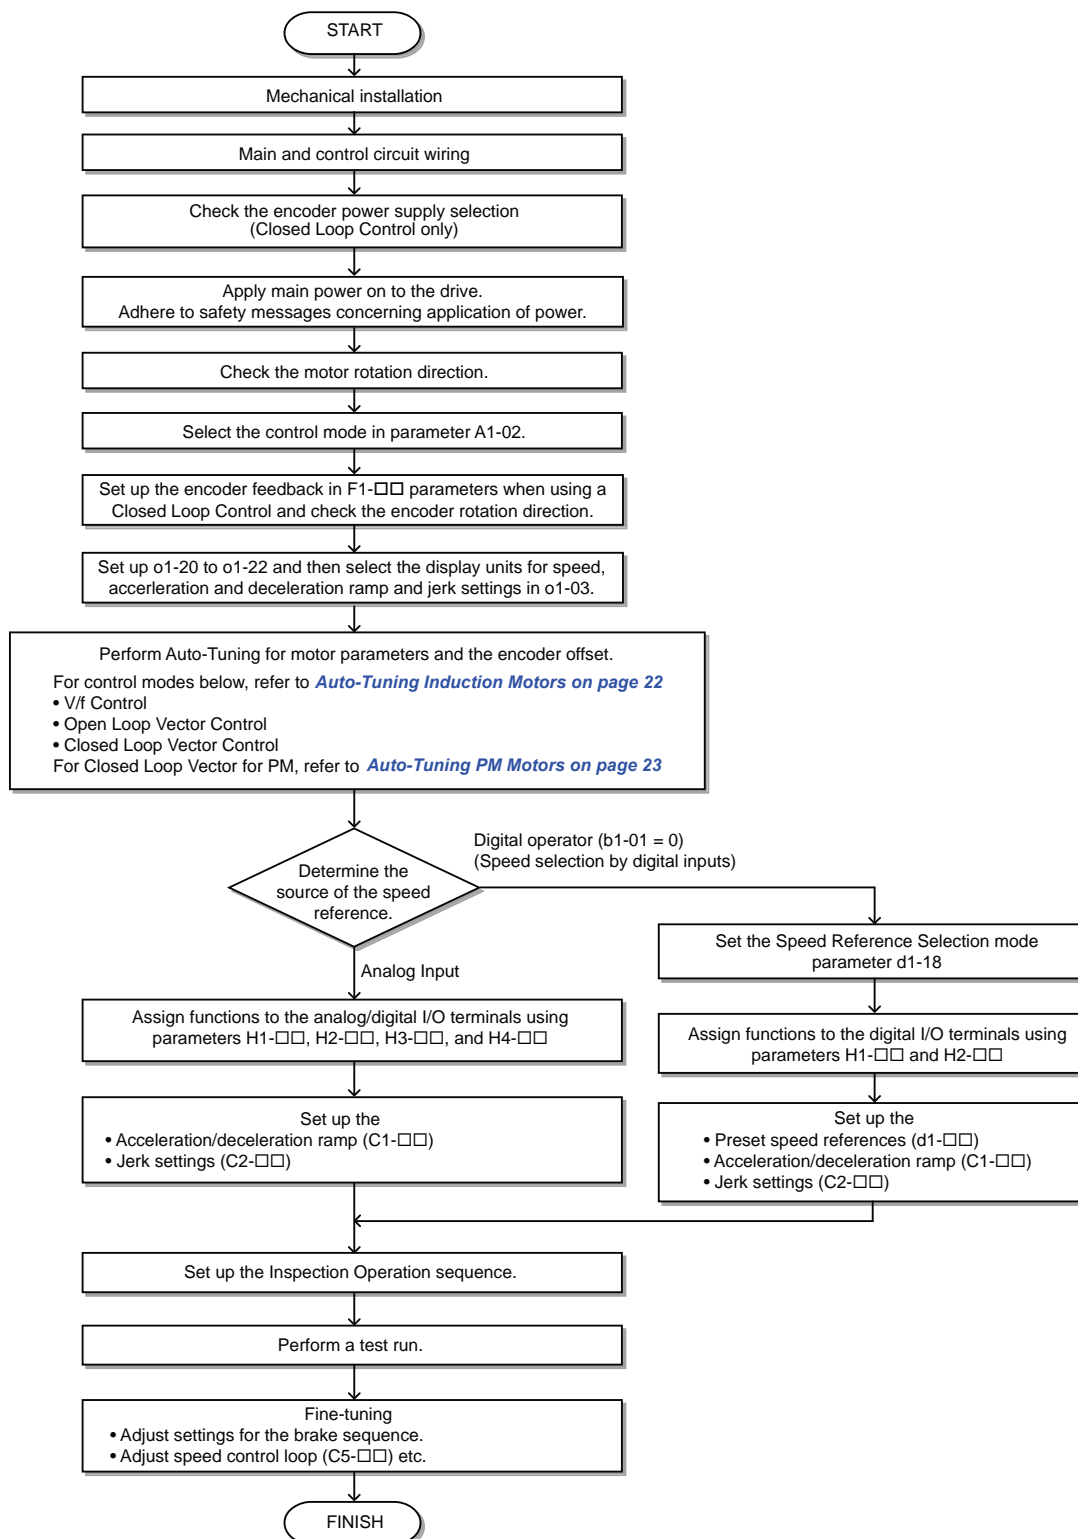 START
Mechanical installation
Main and control circuit wiring
Check the encoder power supply selection
(Closed Loop Control only)
Apply main power on to the drive.
Adhere to safety messages concerning application of power.
Check the motor rotation direction.
Select the control mode in parameter A1-02.
Set up the encoder feedback in F1-□□ parameters when using a
Closed Loop Control and check the encoder rotation direction.
Set up o1-20 to o1-22 and then select the display units for speed,
accerleration and deceleration ramp and jerk settings in o1-03.
Perform Auto-Tuning for motor parameters and the encoder offset.
For control modes below, refer to Auto-Tuning Induction Motors on page 22
• V/f Control
• Open Loop Vector Control
• Closed Loop Vector Control
For Closed Loop Vector for PM, refer to Auto-Tuning PM Motors on page 23
Determine the
source of the speed
reference.
Digital operator (b1-01 = 0)
(Speed selection by digital inputs)
Analog Input
Assign functions to the analog/digital I/O terminals using
parameters H1-□□, H2-□□, H3-□□, and H4-□□
Set up the
• Acceleration/deceleration ramp (C1-□□)
• Jerk settings (C2-□□)
Set the Speed Reference Selection mode
parameter d1-18
Assign functions to the digital I/O terminals using
parameters H1-□□ and H2-□□
Set up the
• Preset speed references (d1-□□)
• Acceleration/deceleration ramp (C1-□□)
• Jerk settings (C2-□□)
Set up the Inspection Operation sequence.
Perform a test run.
Fine-tuning
• Adjust settings for the brake sequence.
• Adjust speed control loop (C5-□□) etc.
FINISH